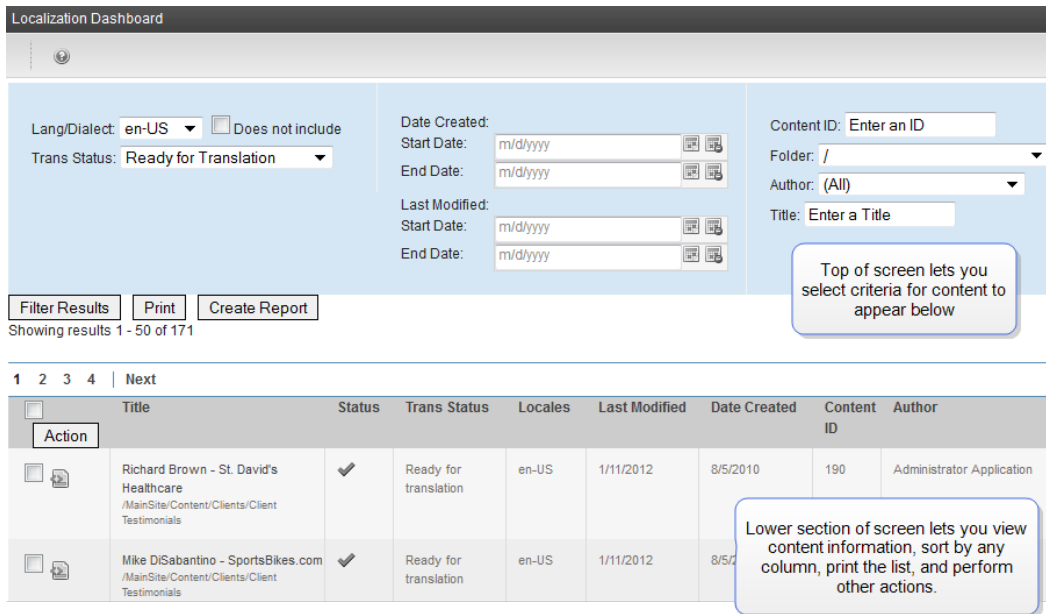 Localization Dashboard
Lang/Dialect: en-US Does not include
Trans Status: Ready for Translation
Date Created:
Start Date: m/d/yyyy
End Date: m/d/yyyy
Last Modified:
Start Date: m/d/yyyy
End Date: m/d/yyyy
Content ID: Enter an ID
Folder: /
Author: (All)
Title: Enter a Title
Top of screen lets you
select criteria for content to
appear below
Filter Results Print Create Report
Showing results 1 - 50 of 171
1 2 3 4 | Next
Title Status Trans Status Locales Last Modified Date Created Content Author
Action ID
Richard Brown - St. David's Ready for en-US 1/11/2012 8/5/2010 190 Administrator Application
Healthcare translation
/MainSite/Content/Clients/Client
Testimonials
Mike DiSabantino - SportsBikes.com Ready for en-US 1/11/2012 8/5/2
/MainSite/Content/Clients/Client translation
Testimonials
Lower section of screen lets you view
content information, sort by any
column, print the list, and perform
other actions.